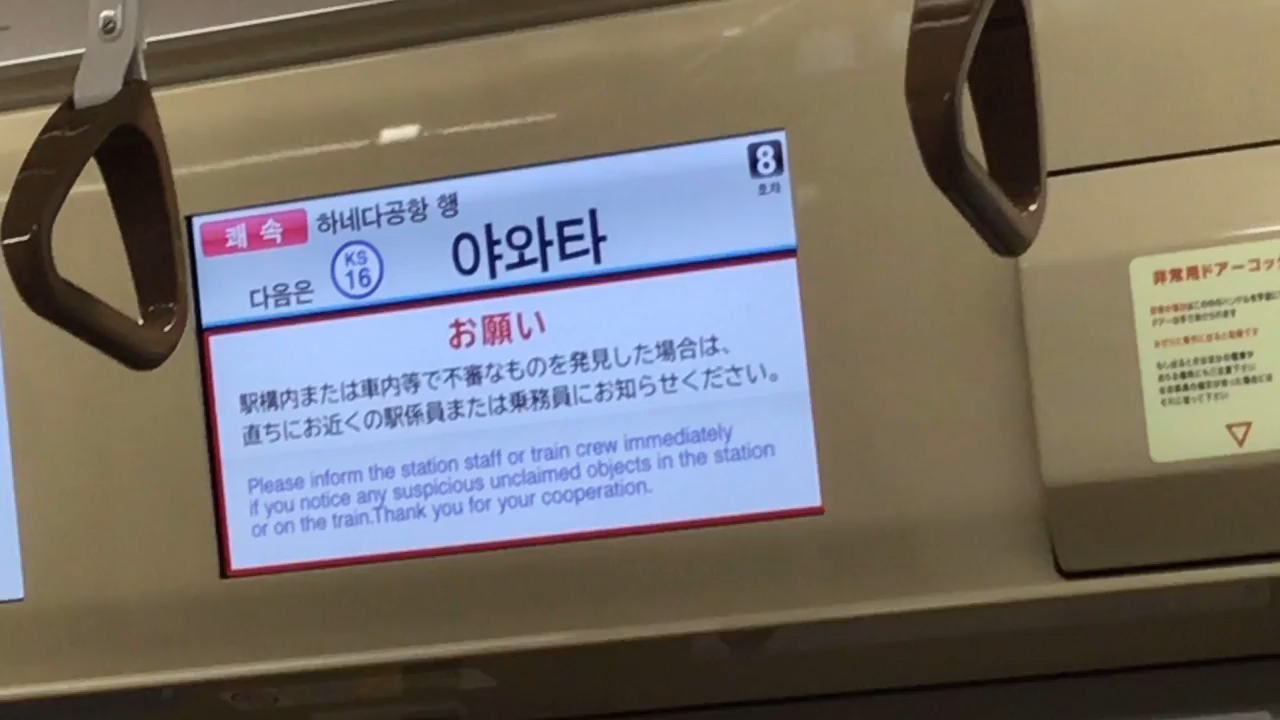 쾌 속 하네다공항 행
8
호차
다음은 KS 16 야와타
お願い
駅構内または車内等で不審なものを発見した場合は、
直ちにお近くの駅係員または乗務員にお知らせください。
Please inform the station staff or train crew immediately
if you notice any suspicious unclaimed objects in the station
or on the train.Thank you for your cooperation.
非常用ドアーコッ